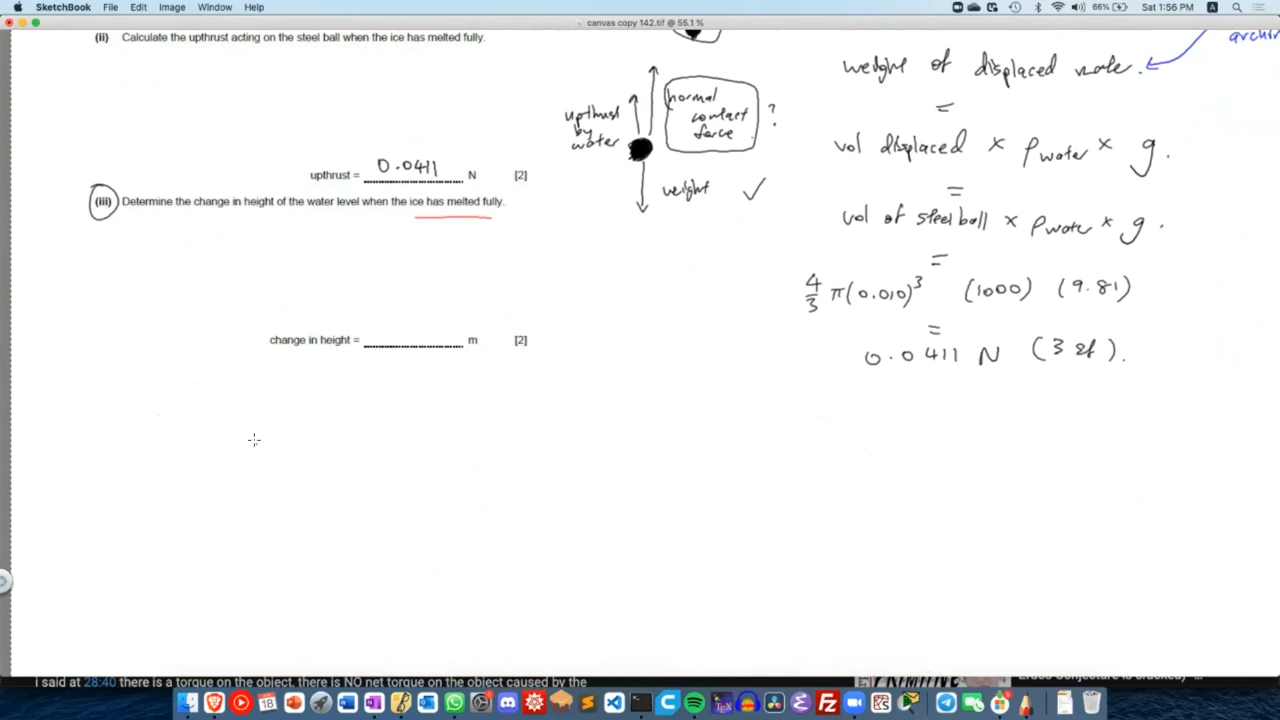 SketchBook File Edit Image Window Help
66% Sat 1:56 PM
canvas copy 142.tif @ 55.1 %
(ii) Calculate the upthrust acting on the steel ball when the ice has melted fully.
upthrust = 0.0411 N [2]
(iii) Determine the change in height of the water level when the ice has melted fully.
change in height = N m [2]
upthrust
by
water
normal
contact
force
?
weight ✓
weight of displaced water.
=
vol displaced × ρwater × g.
=
vol of steel ball × ρwater × g.
=
4/3 π(0.010)³ (1000) (9.81)
=
0.0411 N (3 sf).
I said at 28:40 there is a torque on the object, there is NO net torque on the object caused by the